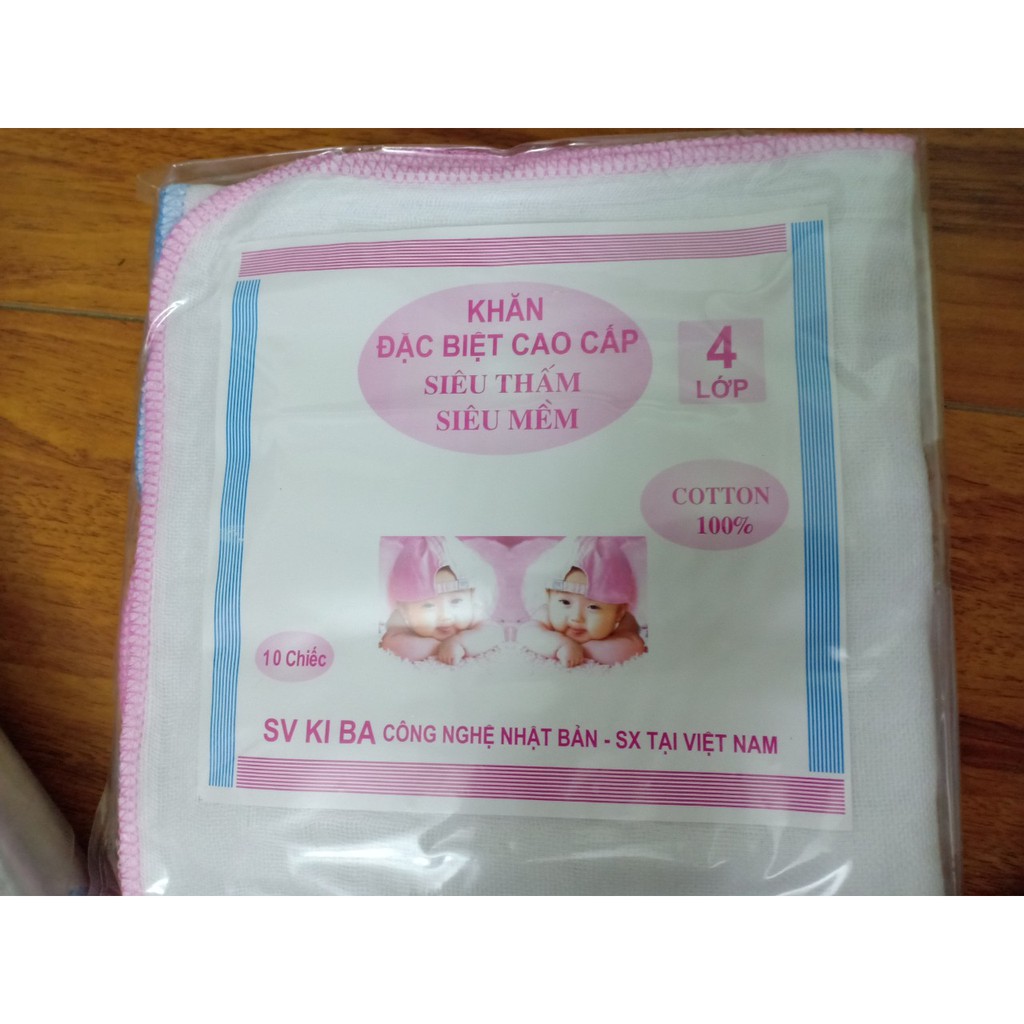 KHĂN
ĐẶC BIỆT CAO CẤP
SIÊU THẤM
SIÊU MỀM
4
LỚP
COTTON
100%
10 Chiếc
SV KI BA CÔNG NGHỆ NHẬT BẢN - SX TẠI VIỆT NAM